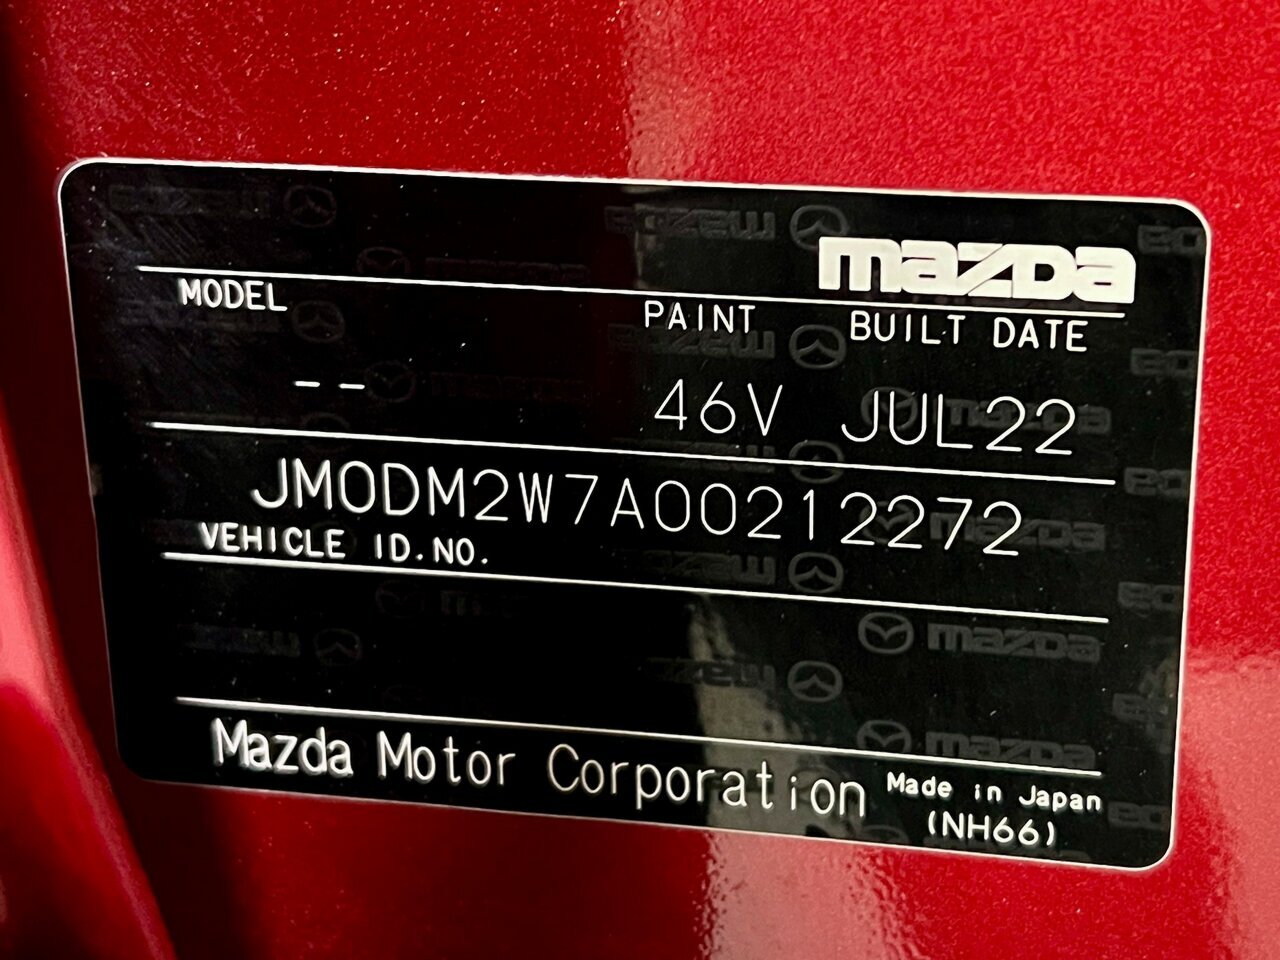 mazda
MODEL PAINT BUILT DATE
-- 46V JUL22
JM0DM2W7A00212272
VEHICLE ID.NO.
Mazda Motor Corporation Made in Japan
(NH66)